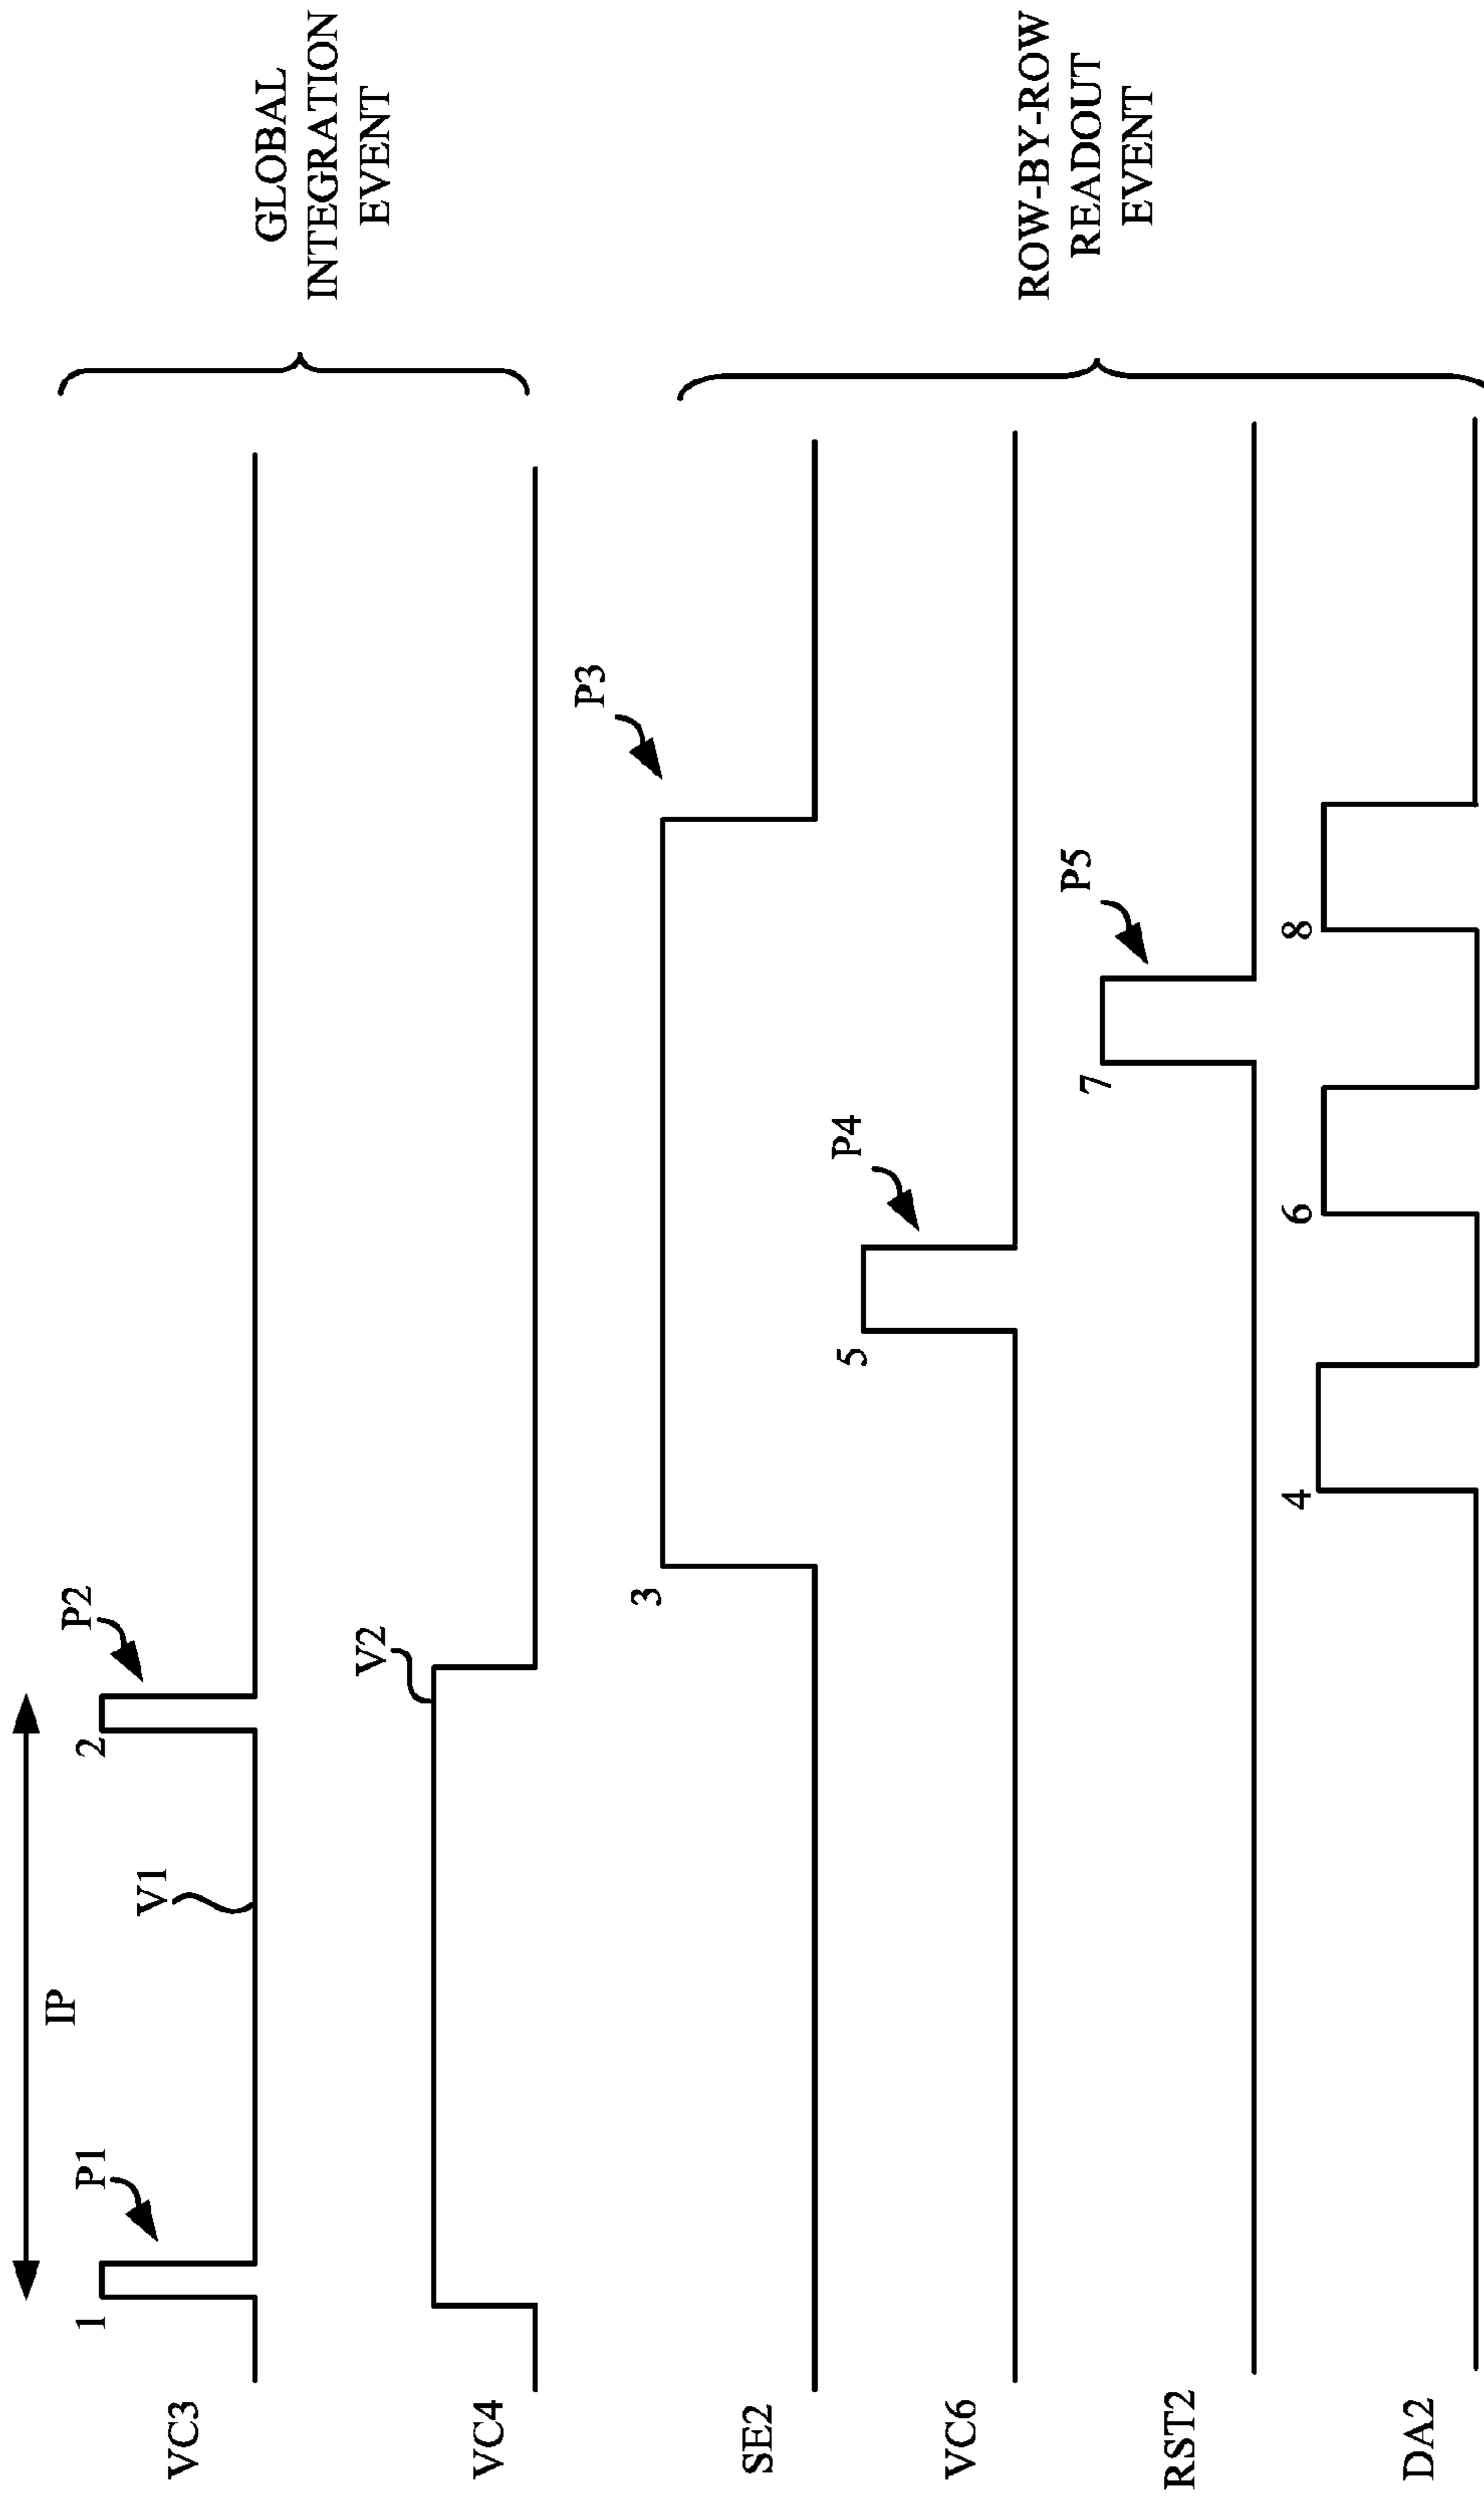 IP
1
P1
2
P2
VC3
V1
GLOBAL
INTEGRATION
EVENT
VC4
V2
SE2
3
P3
VC6
5
P4
ROW-BY-ROW
READOUT
EVENT
RST2
7
P5
DA2
4
6
8